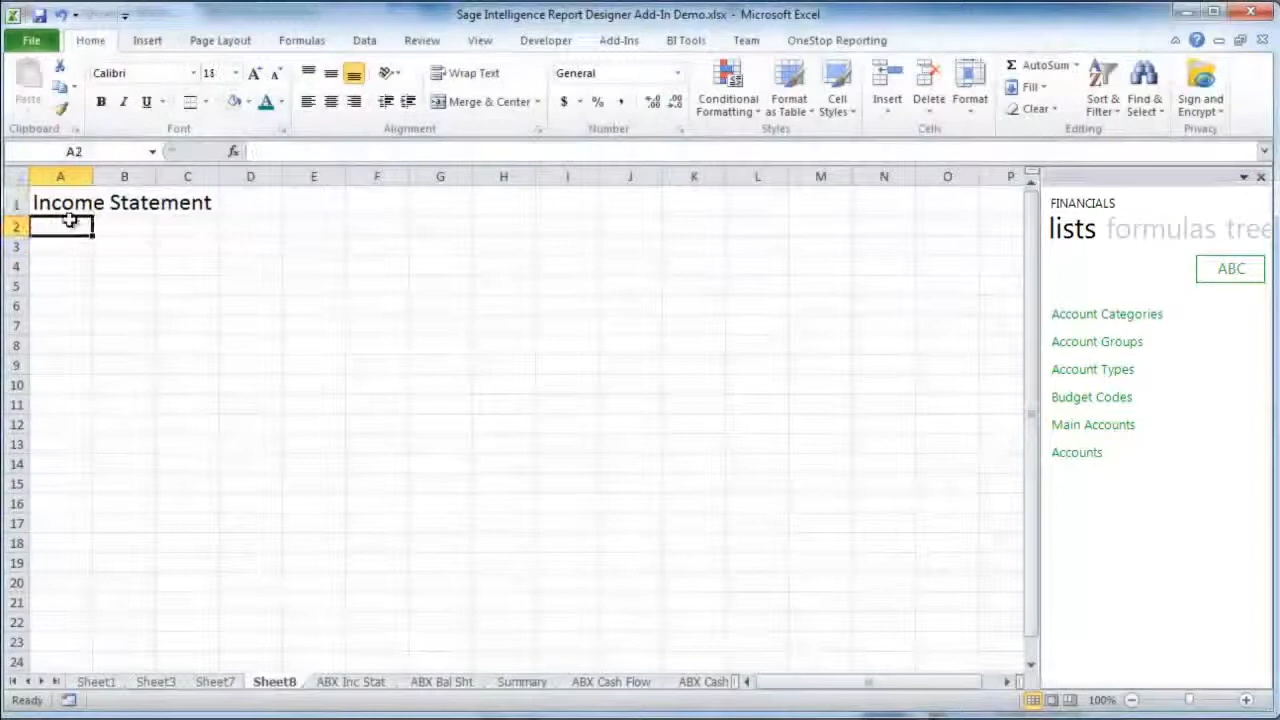 Sage Intelligence Report Designer Add-In Demo.xlsx - Microsoft Excel
File Home Insert Page Layout Formulas Data Review View Developer Add-Ins BI Tools Team OneStop Reporting
Paste
Calibri
B I U
A A
Wrap Text
Merge & Center
General
$ % ,
Conditional Formatting
Format as Table
Cell Styles
Insert
Delete
Format
Σ AutoSum
Fill
Clear
Sort & Filter
Find & Select
Sign and Encrypt
Clipboard Font Alignment Number Styles Cells Editing Privacy
A2 fx
A B C D E F G H I J K L M N O P
1 Income Statement
2
3
4
5
6
7
8
9
10
11
12
13
14
15
16
17
18
19
20
21
22
23
24
FINANCIALS
lists formulas tree
ABC
Account Categories
Account Groups
Account Types
Budget Codes
Main Accounts
Accounts
Sheet1 Sheet3 Sheet7 Sheet8 ABX Inc Stat ABX Bal Sht Summary ABX Cash Flow ABX Cash
Ready 100%